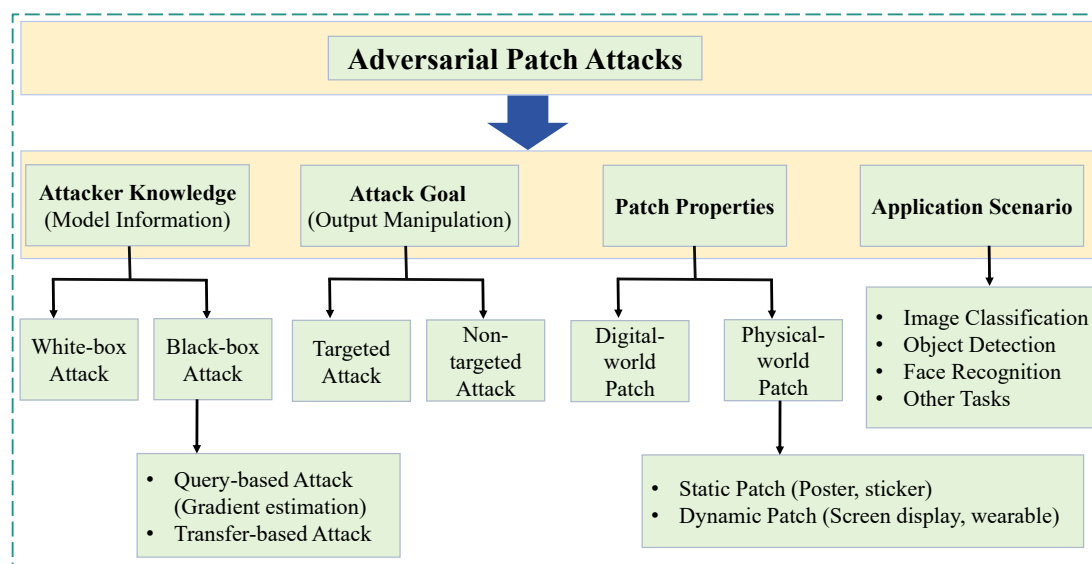 Adversarial Patch Attacks
Attacker Knowledge
(Model Information)
Attack Goal
(Output Manipulation)
Patch Properties
Application Scenario
White-box
Attack
Black-box
Attack
Targeted
Attack
Non-
targeted
Attack
Digital-
world
Patch
Physical-
world
Patch
• Image Classification
• Object Detection
• Face Recognition
• Other Tasks
• Query-based Attack
(Gradient estimation)
• Transfer-based Attack
• Static Patch (Poster, sticker)
• Dynamic Patch (Screen display, wearable)